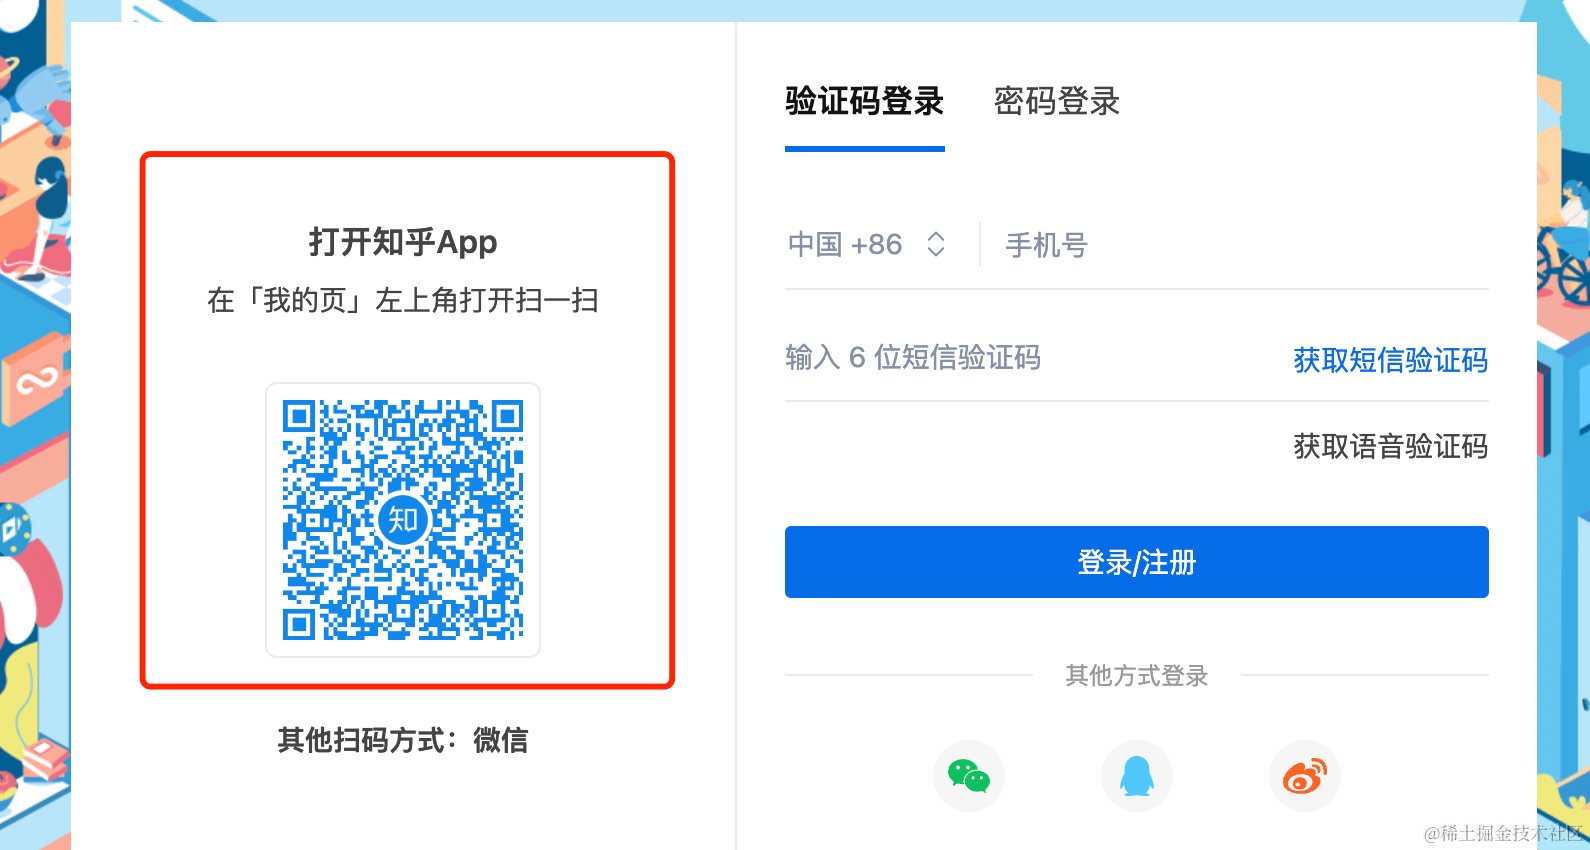 打开知乎App
在「我的页」左上角打开扫一扫
知
其他扫码方式：微信
验证码登录 密码登录
中国 +86 手机号
输入 6 位短信验证码 获取短信验证码
获取语音验证码
登录/注册
其他方式登录
@稀土掘金技术社区